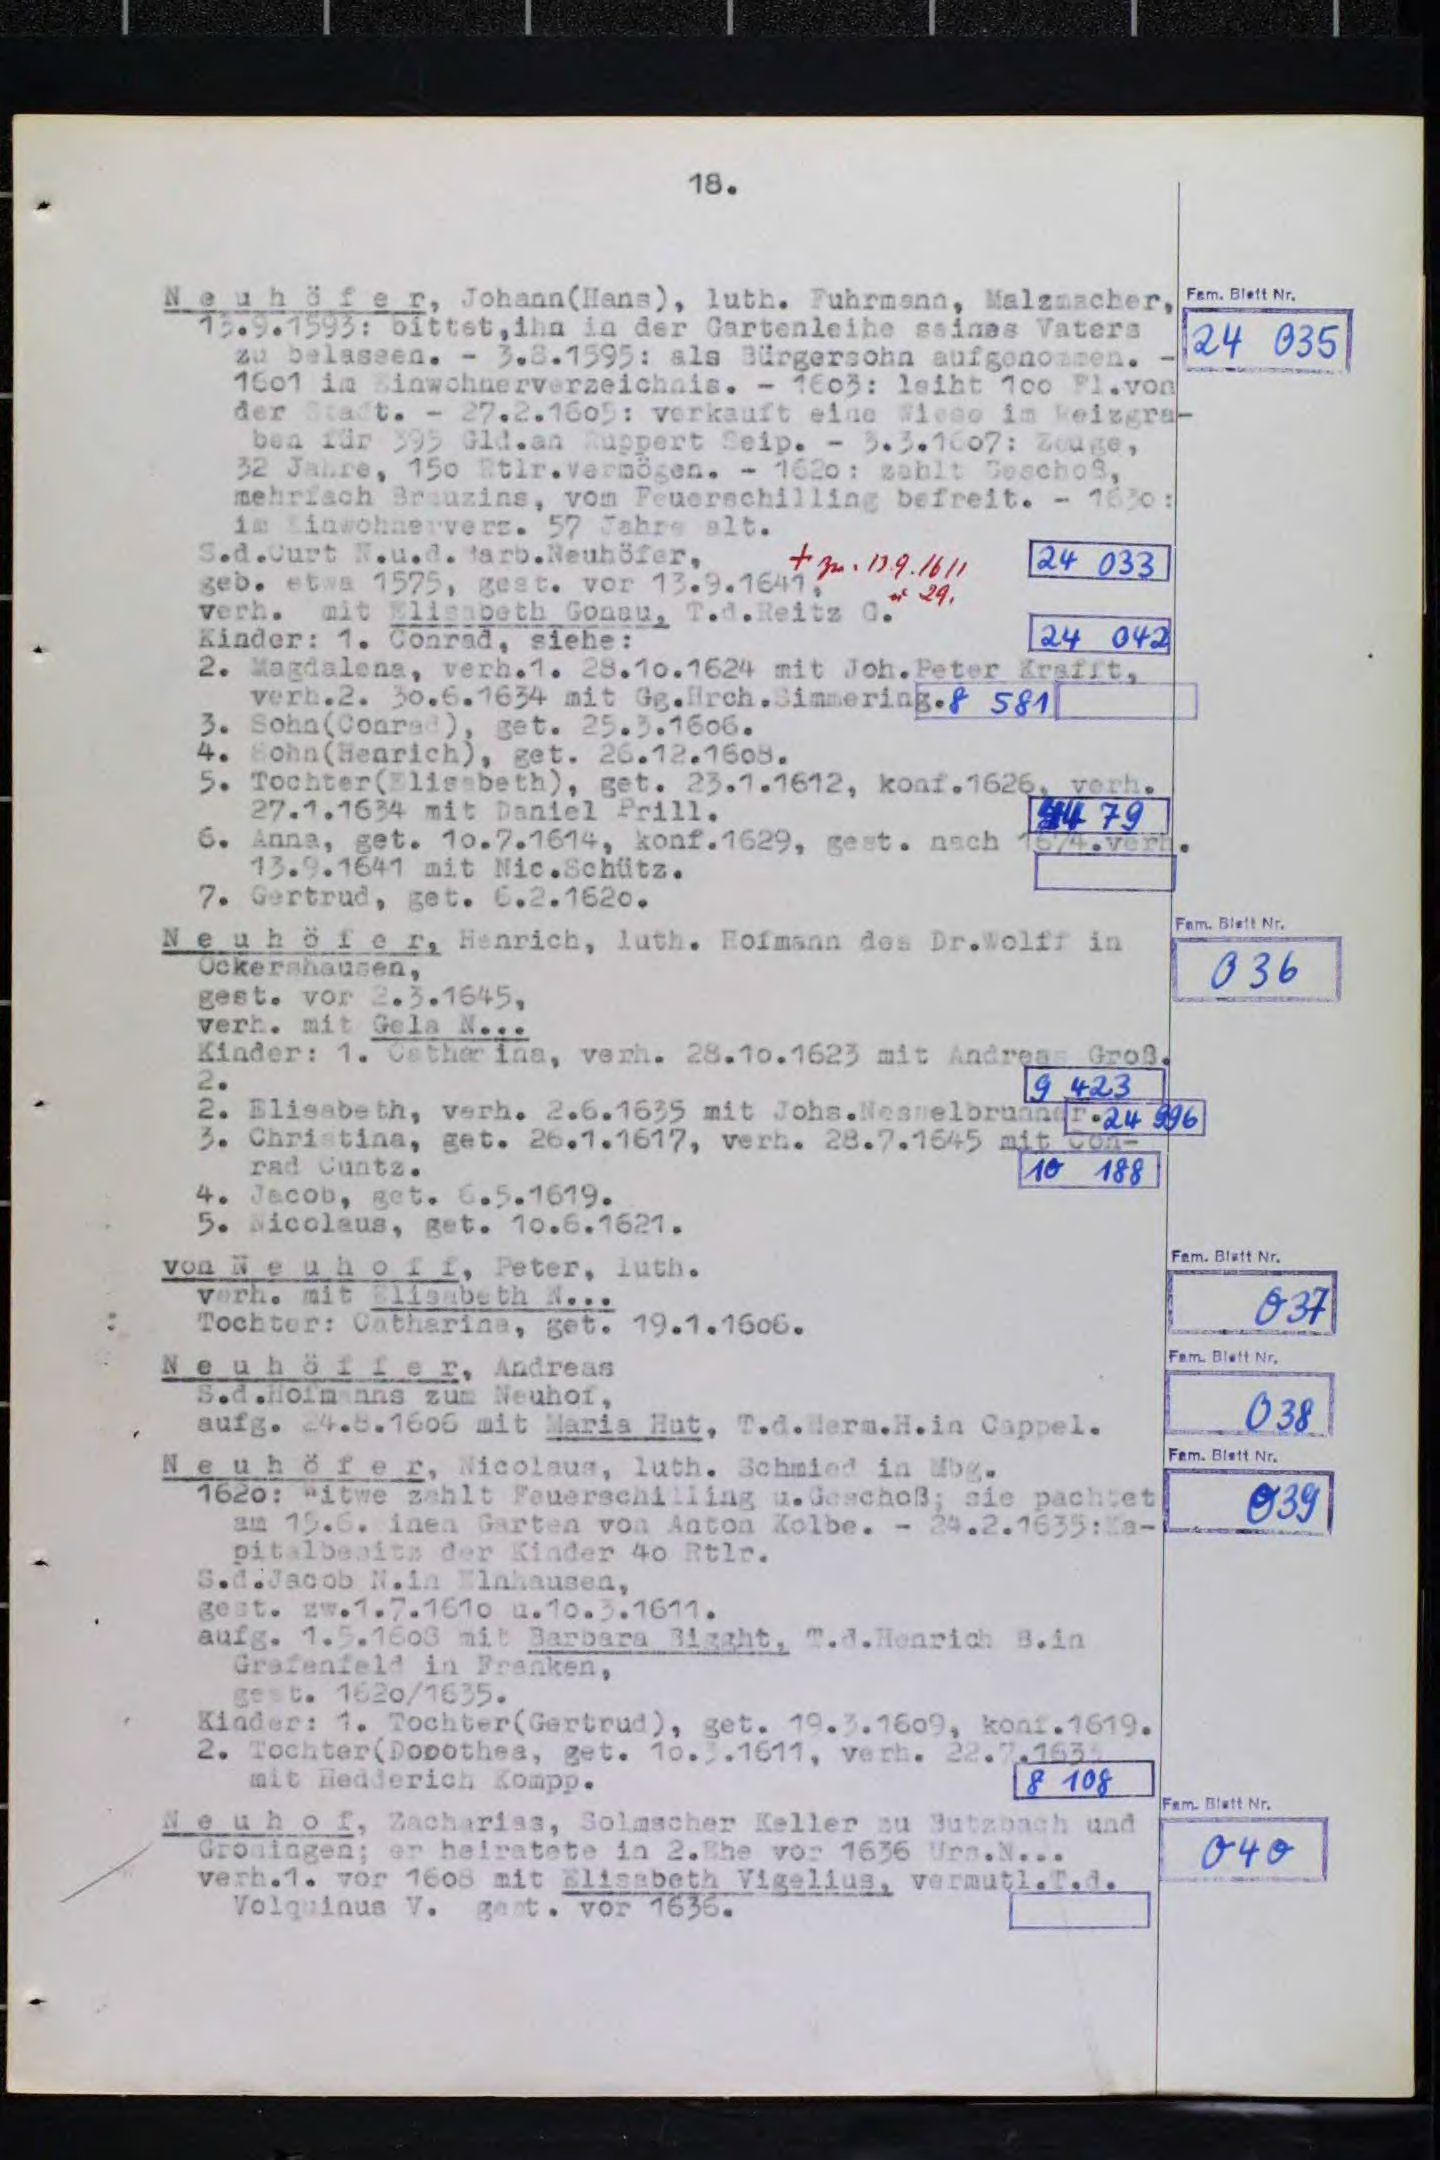 18.
N e u h ö f e r, Johann(Hans), luth. Fuhrmann, Malzmacher,
Fam. Blatt Nr.
24 035
13.9.1593: bittet,ihn in der Gartenleihe seines Vaters
zu belassen. - 3.8.1595: als Bürgersohn aufgenommen. -
1601 im Einwohnerverzeichnis. - 1603: leiht 100 Fl.von
der Stadt. - 27.2.1605: verkauft eine Wiese im Weizgra-
ben für 395 Gld.an Ruppert Seip. - 3.3.1607: Zeuge,
32 Jahre, 150 Rtlr.Vermögen. - 1620: zahlt Geschoß,
mehrfach Brauzins, vom Feuerschilling befreit. - 1630:
im Einwohnerverz. 57 Jahre alt.
S.d.Curt N.u.d.Barb.Neuhöfer,
+ zw. 13.9.1611
24 033
geb. etwa 1575, gest. vor 13.9.1641,
29.
verh. mit Elisabeth Gonau, T.d.Reitz G.
Kinder: 1. Conrad, siehe:
24 042
2. Magdalena, verh.1. 28.10.1624 mit Joh.Peter Krafft,
verh.2. 30.6.1634 mit Gg.Hrch.Simmering.
8 581
3. Sohn(Conrad), get. 25.3.1606.
4. Sohn(Henrich), get. 26.12.1608.
5. Tochter(Elisabeth), get. 23.1.1612, konf.1626, verh.
27.1.1634 mit Daniel Prill.
79
6. Anna, get. 10.7.1614, konf.1629, gest. nach 1674.verh.
13.9.1641 mit Nic.Schütz.
7. Gertrud, get. 6.2.1620.
N e u h ö f e r, Henrich, luth. Hofmann des Dr.Wolff in
Fam. Blatt Nr.
036
Ockershausen,
gest. vor 2.3.1645,
verh. mit Gela N...
Kinder: 1. Catharina, verh. 28.10.1623 mit Andreas Groß.
2.
9 423
2. Elisabeth, verh. 2.6.1635 mit Johs.Nesselbrunner.
24 996
3. Christina, get. 26.1.1617, verh. 28.7.1645 mit Con-
rad Cuntz.
10 188
4. Jacob, get. 6.5.1619.
5. Nicolaus, get. 10.6.1621.
von N e u h o f f, Peter, luth.
Fam. Blatt Nr.
037
verh. mit Elisabeth N...
Tochter: Catharina, get. 19.1.1606.
N e u h ö f f e r, Andreas
Fam. Blatt Nr.
038
S.d.Hofmanns zum Neuhof,
aufg. 24.8.1606 mit Maria Hut, T.d.Herm.H.in Cappel.
N e u h ö f e r, Nicolaus, luth. Schmied in Mbg.
Fam. Blatt Nr.
039
1620: Witwe zahlt Feuerschilling u.Geschoß; sie pachtet
am 15.6.einen Garten von Anton Kolbe. - 24.2.1635:Ka-
pitalbesitz der Kinder 40 Rtlr.
S.d.Jacob N.in Elnhausen,
gest. zw.1.7.1610 u.10.3.1611.
aufg. 1.5.1608 mit Barbara Bigght, T.d.Henrich B.in
Grafenfeld in Franken,
gest. 1620/1635.
Kinder: 1. Tochter(Gertrud), get. 19.3.1609, konf.1619.
2. Tochter(Dorothea, get. 10.3.1611, verh. 22.7.1635
mit Hedderich Kompp.
8 108
N e u h o f, Zacharias, Solmscher Keller zu Butzbach und
Fam. Blatt Nr.
040
Groningen; er heiratete in 2.Ehe vor 1636 Urs.N...
verh.1. vor 1608 mit Elisabeth Vigelius, vermutl.T.d.
Volquinus V. gest. vor 1636.